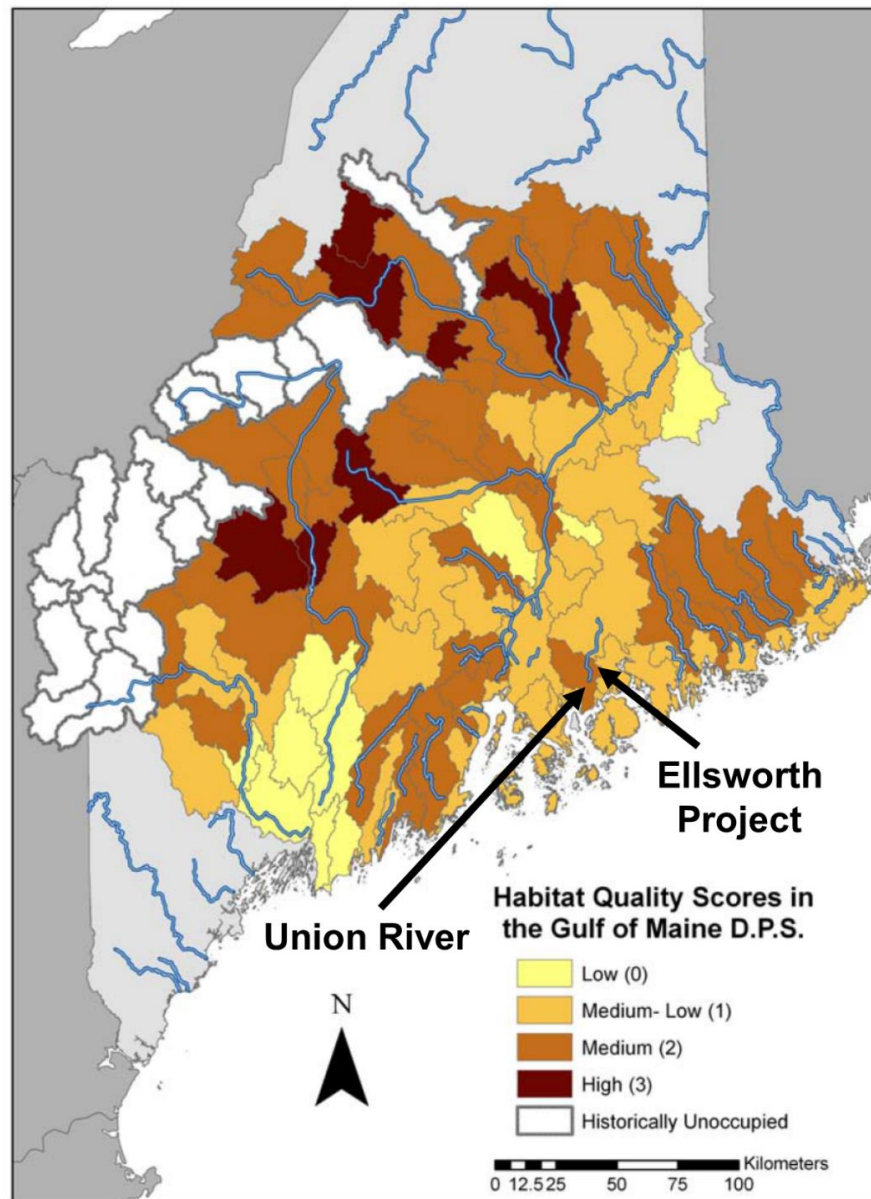 Ellsworth
Project
Union River
N
Habitat Quality Scores in
the Gulf of Maine D.P.S.
Low (0)
Medium- Low (1)
Medium (2)
High (3)
Historically Unoccupied
Kilometers
0 12.5 25 50 75 100